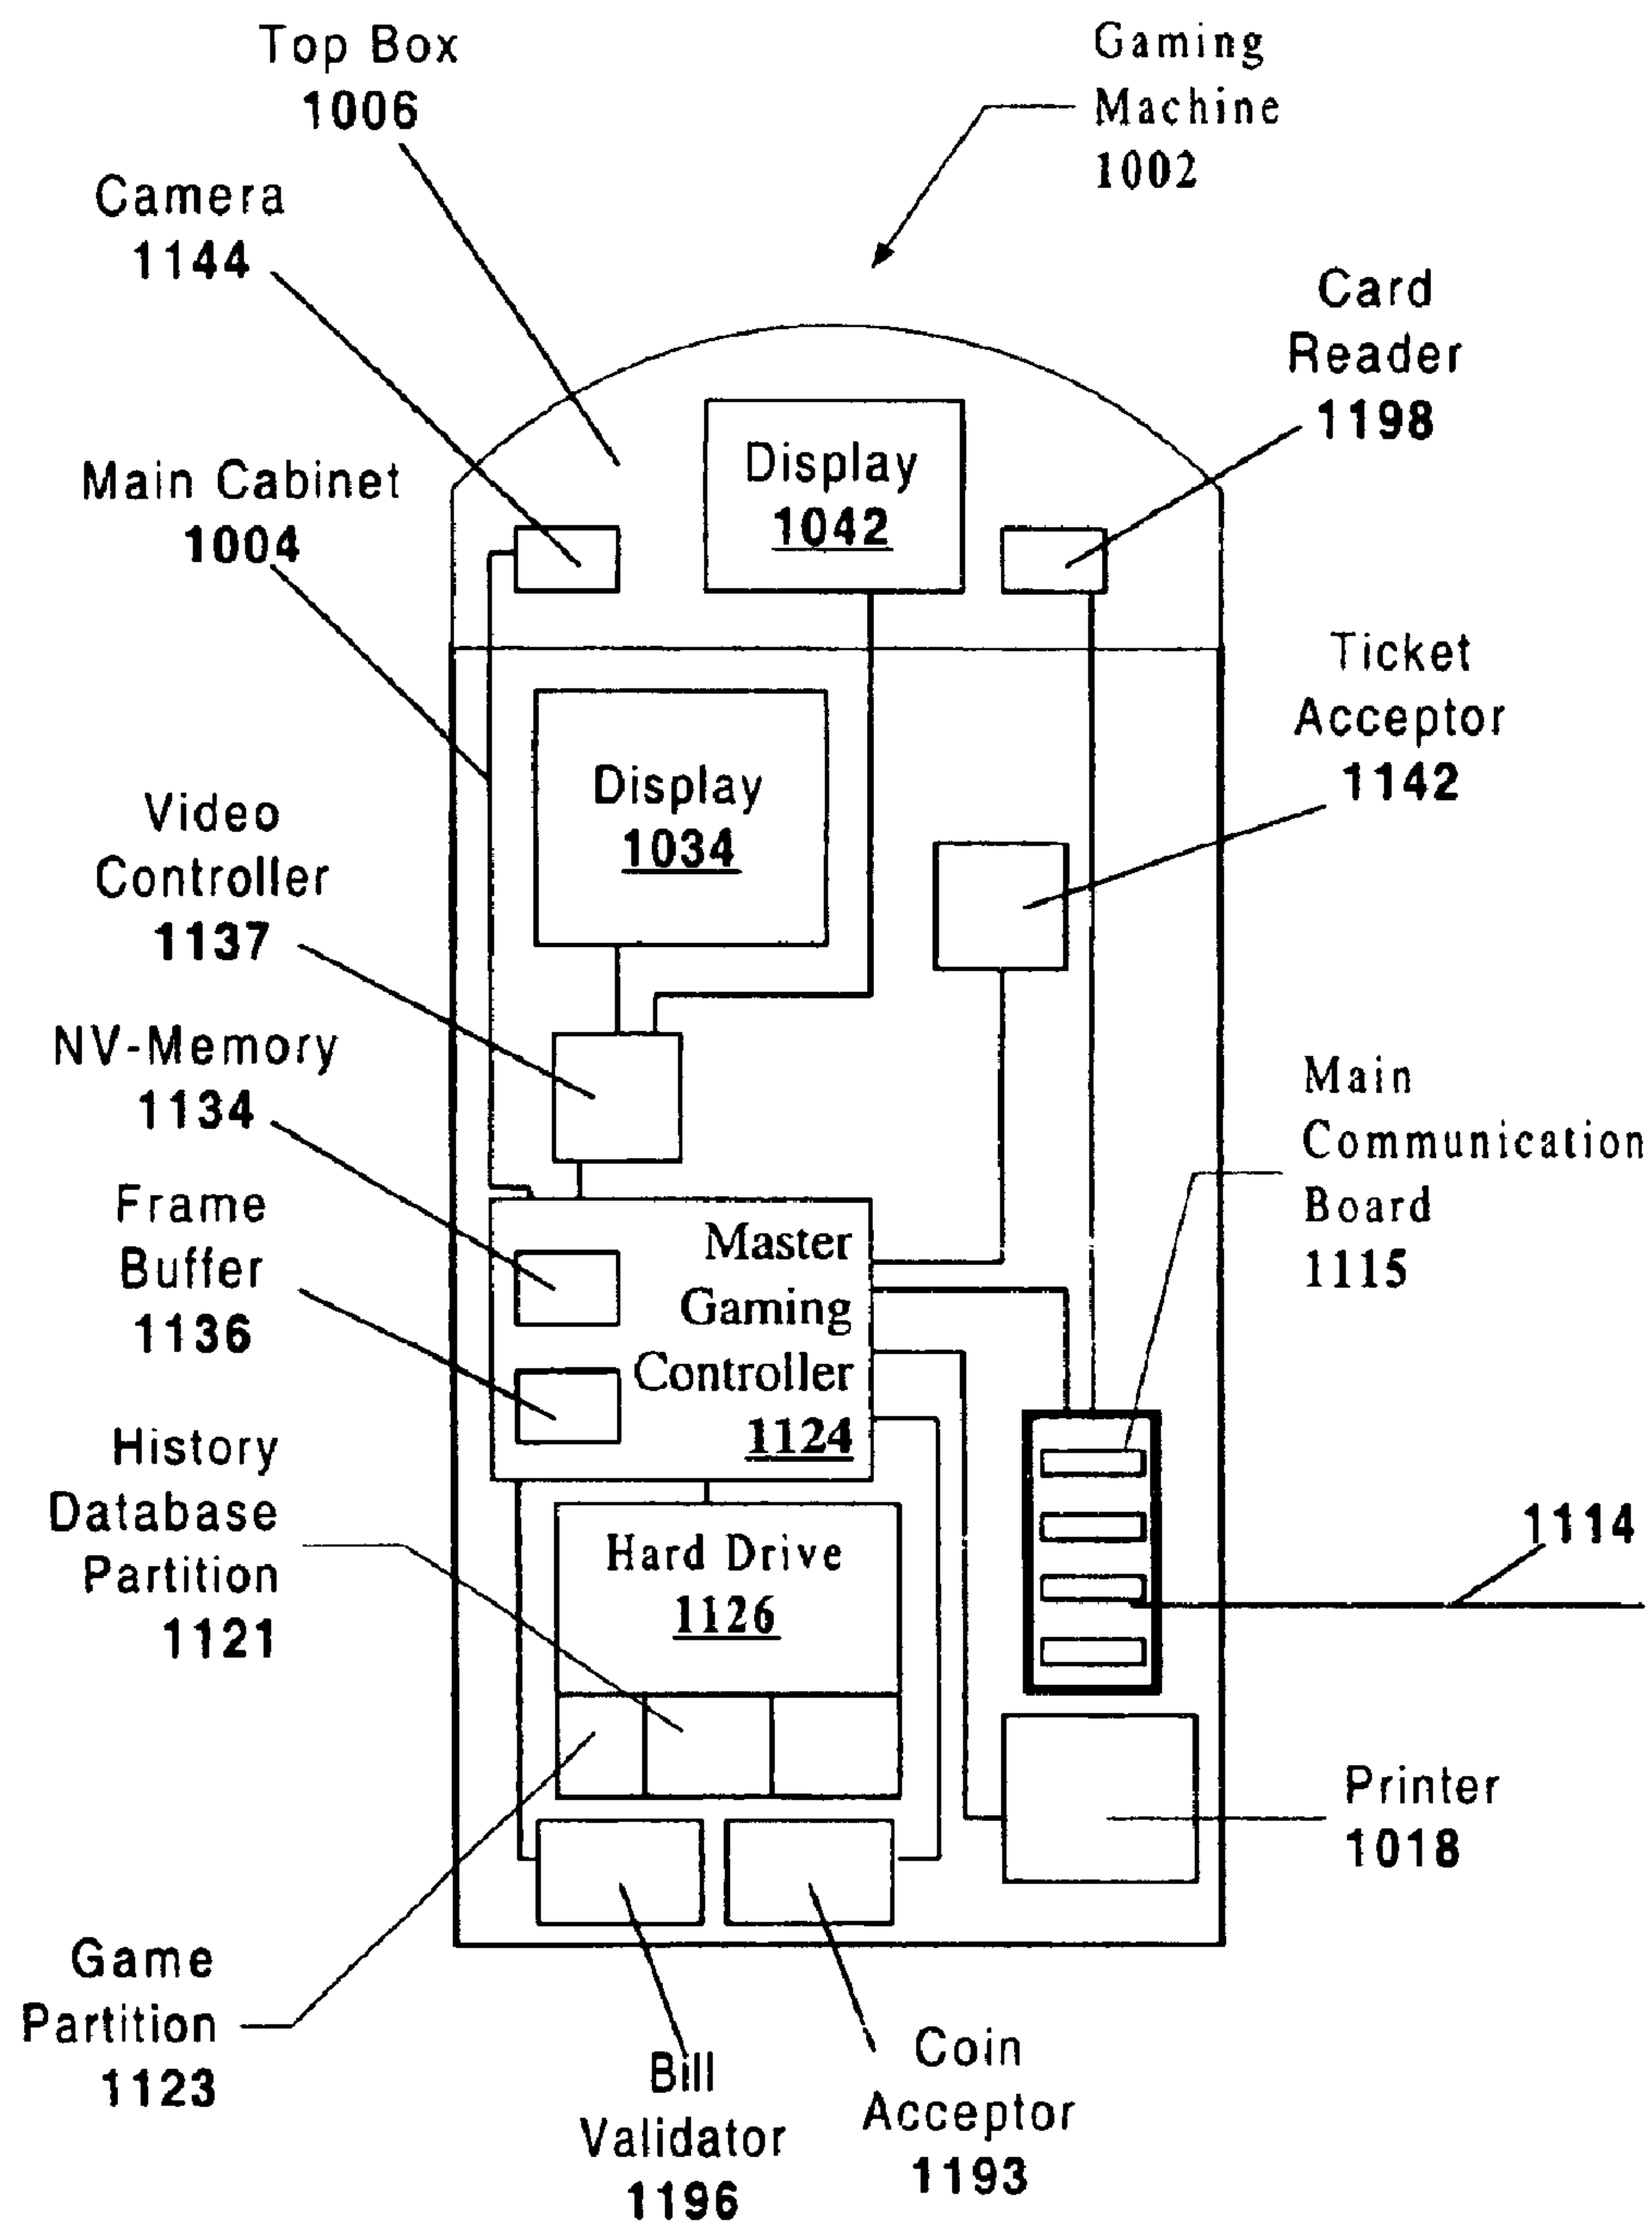 Top Box
1006
Gaming
Machine
1002
Camera
1144
Card
Reader
1198
Main Cabinet
1004
Display
1042
Ticket
Acceptor
1142
Display
1034
Video
Controller
1137
NV-Memory
1134
Main
Communication
Board
1115
Frame
Buffer
1136
Master
Gaming
Controller
1124
History
Database
Partition
1121
Hard Drive
1126
1114
Printer
1018
Game
Partition
1123
Bill
Validator
1196
Coin
Acceptor
1193